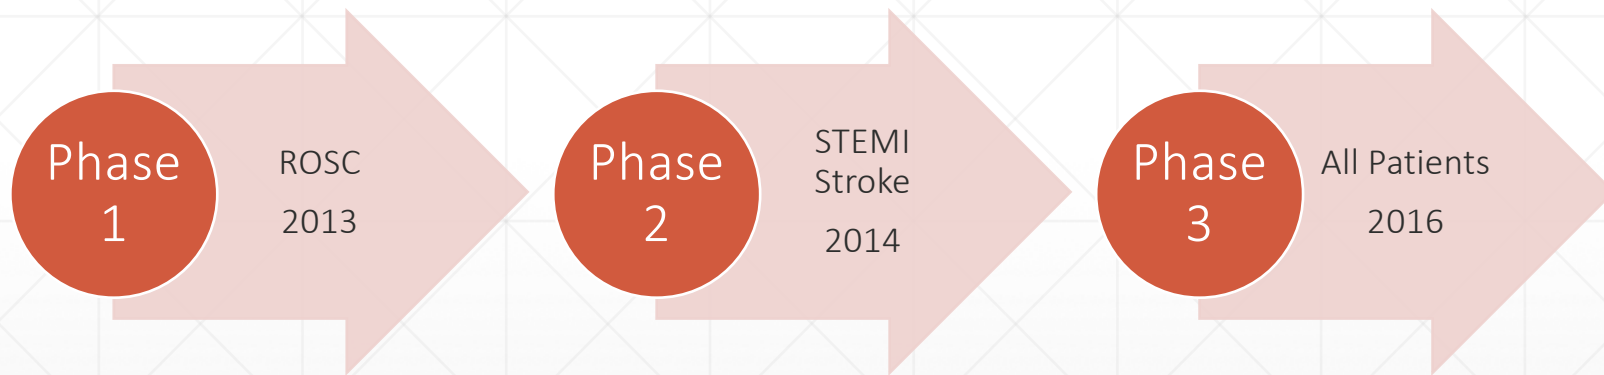 Phase
1
ROSC
2013
Phase
2
STEMI
Stroke
2014
Phase
3
All Patients
2016